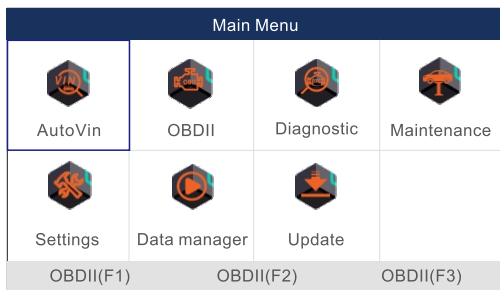 Main Menu
AutoVin OBDII Diagnostic Maintenance
Settings Data manager Update
OBDII(F1) OBDII(F2) OBDII(F3)